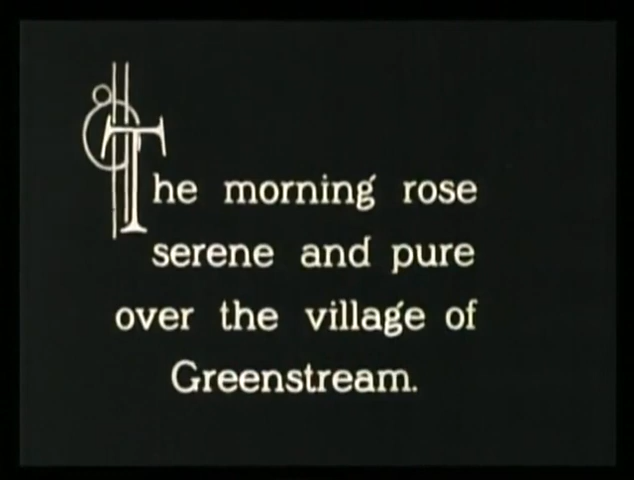 The morning rose
serene and pure
over the village of
Greenstream.